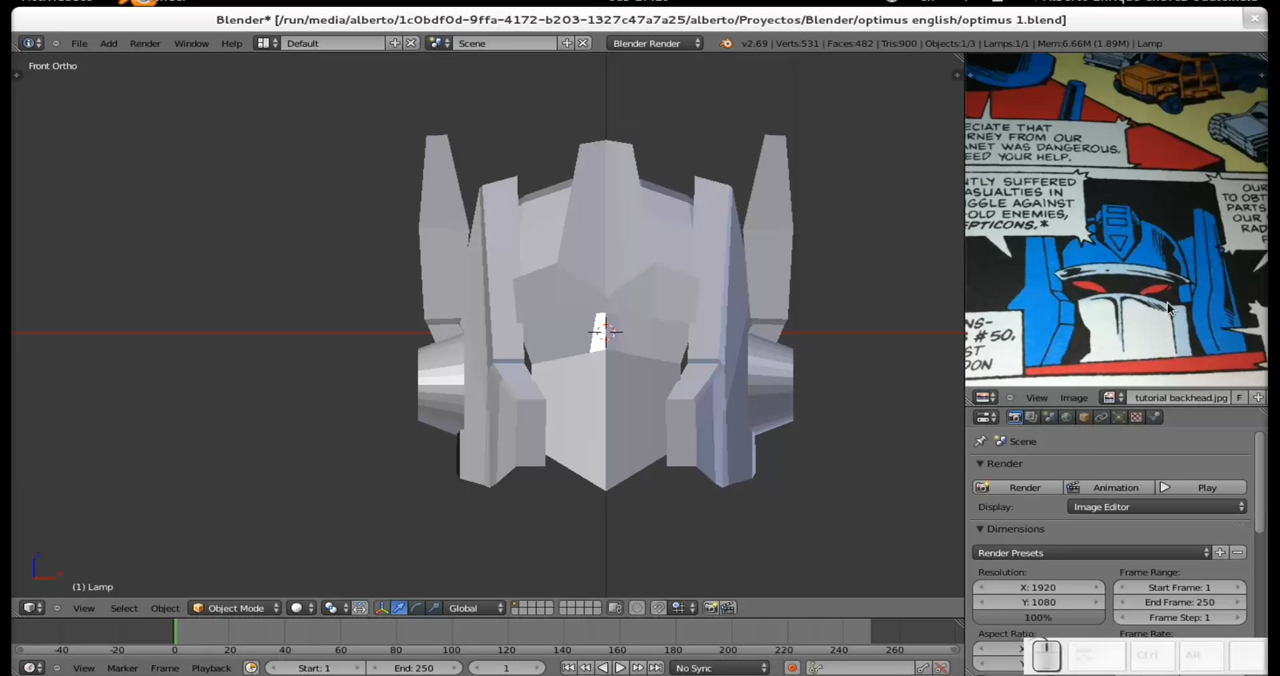 Blender* [/run/media/alberto/1c0bdf0d-9ffa-4172-b203-1327c47a7a25/alberto/Proyectos/Blender/optimus english/optimus 1.blend]
File Add Render Window Help Default Scene Blender Render v2.69 | Verts:531 | Faces:482 | Tris:900 | Objects:1/3 | Lamps:1/1 | Mem:6.66M (1.89M) | Lamp
Front Ortho
ECIATE THAT
RNEY FROM OUR
ANET WAS DANGEROUS.
EED YOUR HELP.
NTLY SUFFERED
ASUALTIES IN
GGLE AGAINST
OLD ENEMIES,
EPTICONS.*
OUR
TO OBT
PARTS
OUR
RAD
F
NS-
#50,
ST
DON
View Image tutorial backhead.jpg F
Scene
Render
Render Animation Play
Display: Image Editor
Dimensions
Render Presets
Resolution: Frame Range:
X: 1920 Start Frame: 1
Y: 1080 End Frame: 250
100% Frame Step: 1
Aspect Ratio: Frame Rate:
Ctrl Alt
(1) Lamp
View Select Object Object Mode Global
-40 -20 0 20 40 60 80 100 120 140 160 180 200 220 240 260
View Marker Frame Playback Start: 1 End: 250 1 No Sync